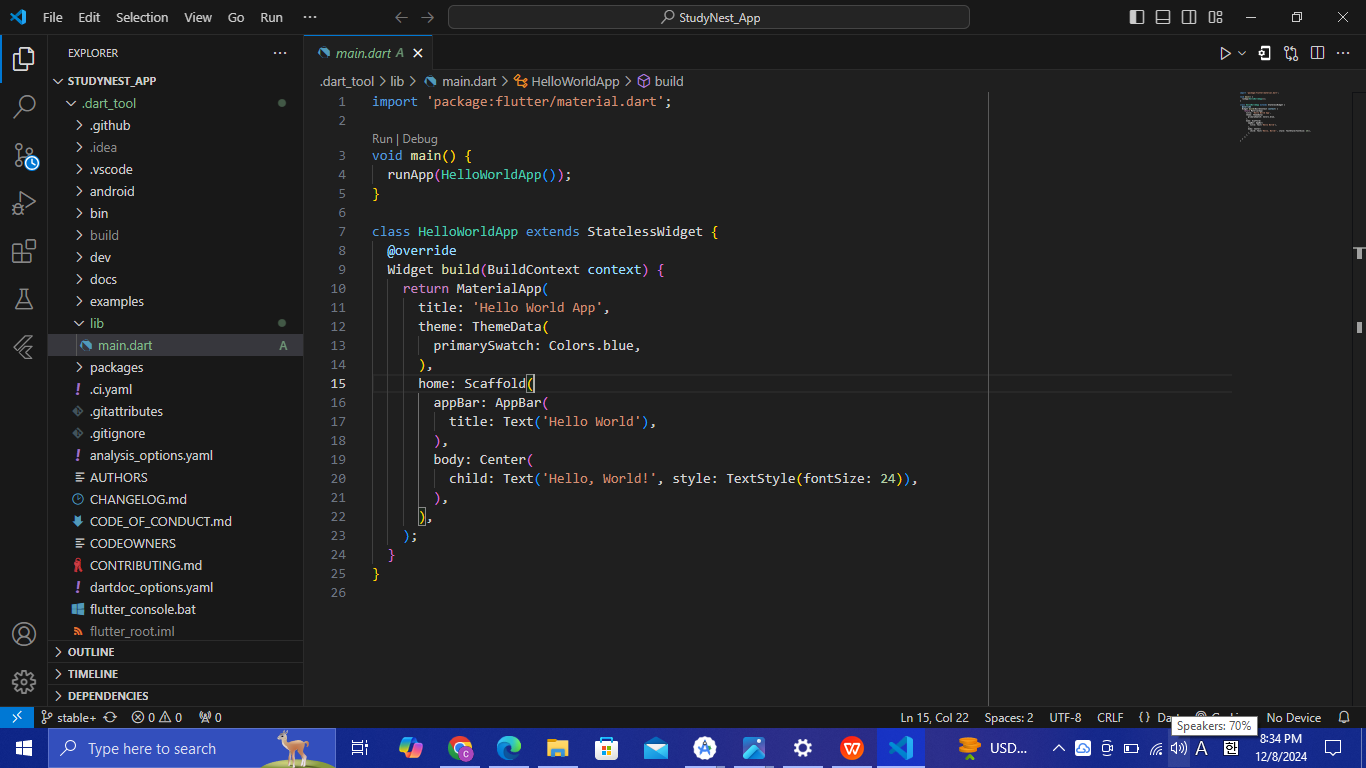 File Edit Selection View Go Run ···
StudyNest_App
EXPLORER ···
main.dart A
STUDYNEST_APP
.dart_tool
.github
.idea
.vscode
android
bin
build
dev
docs
examples
lib
main.dart A
packages
.ci.yaml
.gitattributes
.gitignore
analysis_options.yaml
AUTHORS
CHANGELOG.md
CODE_OF_CONDUCT.md
CODEOWNERS
CONTRIBUTING.md
dartdoc_options.yaml
flutter_console.bat
flutter_root.iml
OUTLINE
TIMELINE
DEPENDENCIES
.dart_tool > lib > main.dart > HelloWorldApp > build
1 import 'package:flutter/material.dart';
2
Run | Debug
3 void main() {
4 runApp(HelloWorldApp());
5 }
6
7 class HelloWorldApp extends StatelessWidget {
8 @override
9 Widget build(BuildContext context) {
10 return MaterialApp(
11 title: 'Hello World App',
12 theme: ThemeData(
13 primarySwatch: Colors.blue,
14 ),
15 home: Scaffold(
16 appBar: AppBar(
17 title: Text('Hello World'),
18 ),
19 body: Center(
20 child: Text('Hello, World!', style: TextStyle(fontSize: 24)),
21 ),
22 ),
23 );
24 }
25 }
26
stable+ 0 0 0
Ln 15, Col 22 Spaces: 2 UTF-8 CRLF {} No Device
Speakers: 70%
Type here to search
USD...
A 한
8:34 PM
12/8/2024